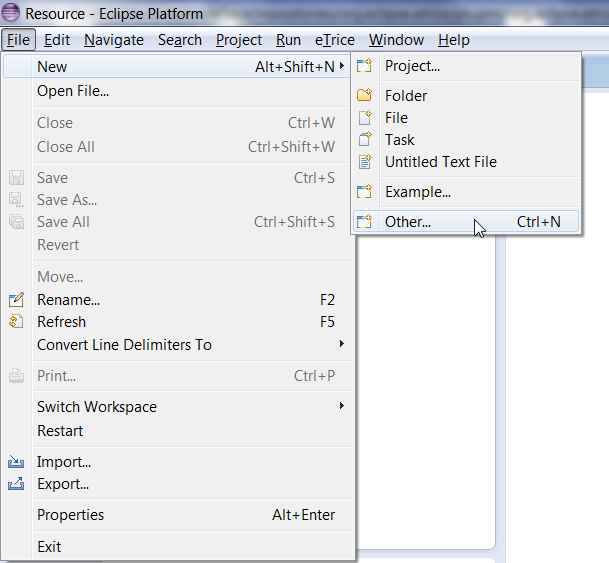 Resource - Eclipse Platform
File Edit Navigate Search Project Run eTrice Window Help
New Alt+Shift+N
Open File...
Close Ctrl+W
Close All Ctrl+Shift+W
Save Ctrl+S
Save As...
Save All Ctrl+Shift+S
Revert
Move...
Rename... F2
Refresh F5
Convert Line Delimiters To
Print... Ctrl+P
Switch Workspace
Restart
Import...
Export...
Properties Alt+Enter
Exit
Project...
Folder
File
Task
Untitled Text File
Example...
Other... Ctrl+N